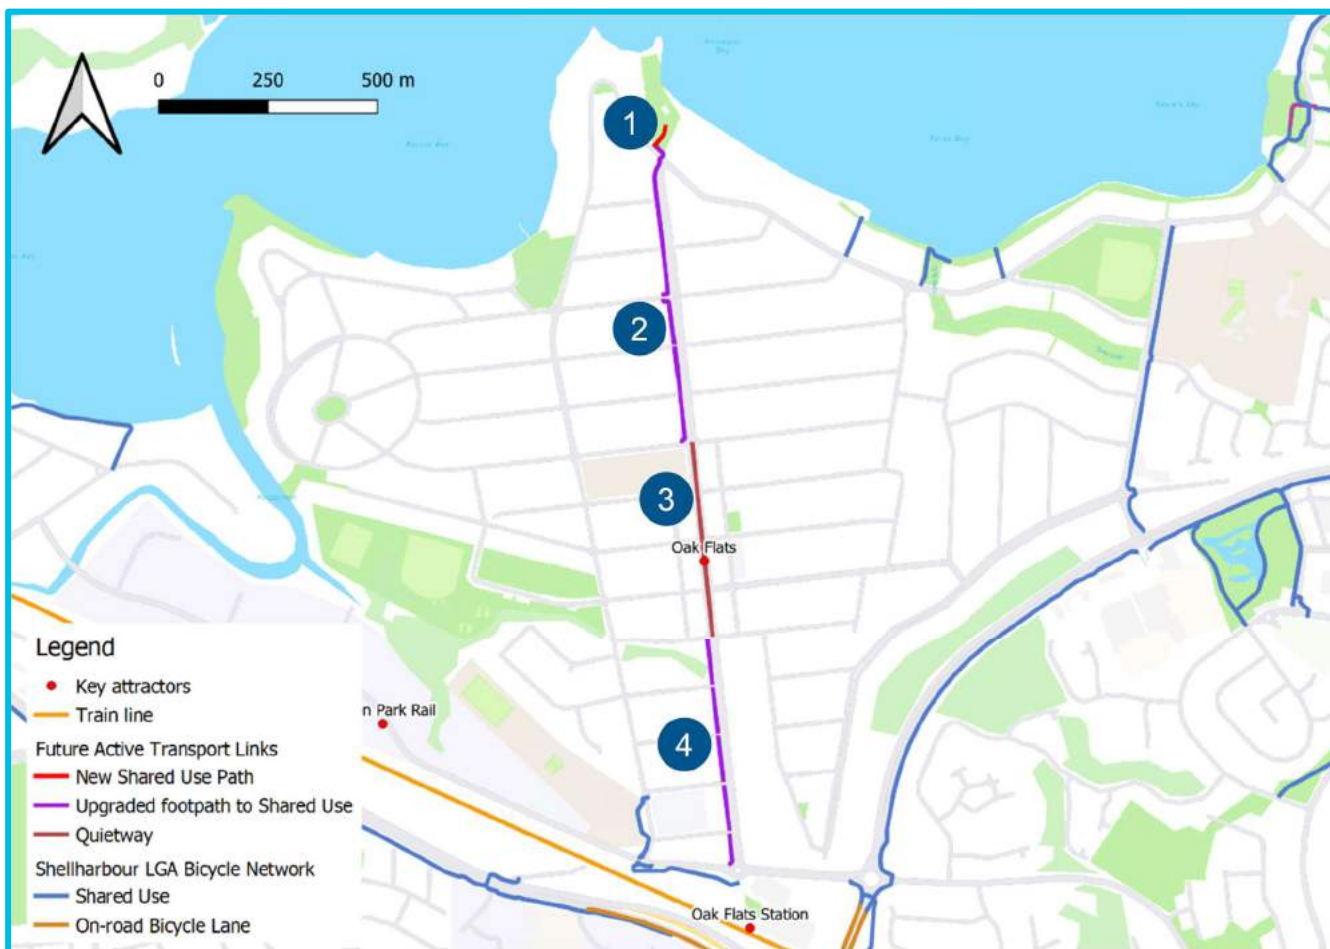 0 250 500 m
1
2
3
Oak Flats
4
Legend
Key attractors
Train line
n Park Rail
Future Active Transport Links
New Shared Use Path
Upgraded footpath to Shared Use
Quietway
Shellharbour LGA Bicycle Network
Shared Use
On-road Bicycle Lane
Oak Flats Station